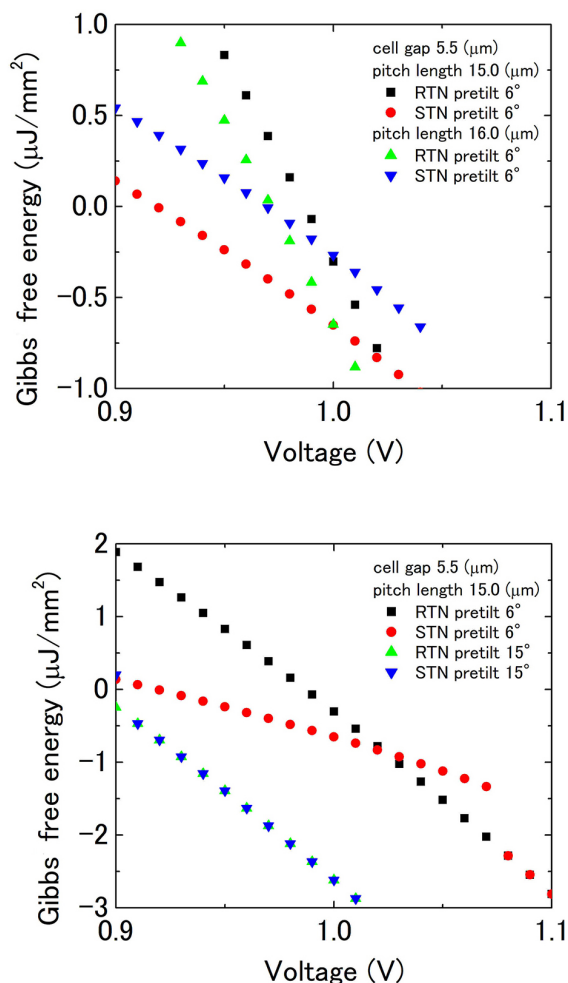 1.0
0.5
0.0
−0.5
−1.0
Gibbs free energy (μJ/mm²)
cell gap 5.5 (μm)
pitch length 15.0 (μm)
RTN pretilt 6°
STN pretilt 6°
pitch length 16.0 (μm)
RTN pretilt 6°
STN pretilt 6°
0.9 1.0 1.1
Voltage (V)
2
1
0
−1
−2
−3
Gibbs free energy (μJ/mm²)
cell gap 5.5 (μm)
pitch length 15.0 (μm)
RTN pretilt 6°
STN pretilt 6°
RTN pretilt 15°
STN pretilt 15°
0.9 1.0 1.1
Voltage (V)